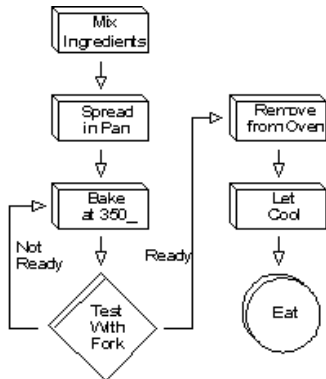 Mix
Ingredients
Spread
in Pan
Bake
at 350_
Not
Ready
Test
With
Fork
Ready
Remove
from Oven
Let
Cool
Eat